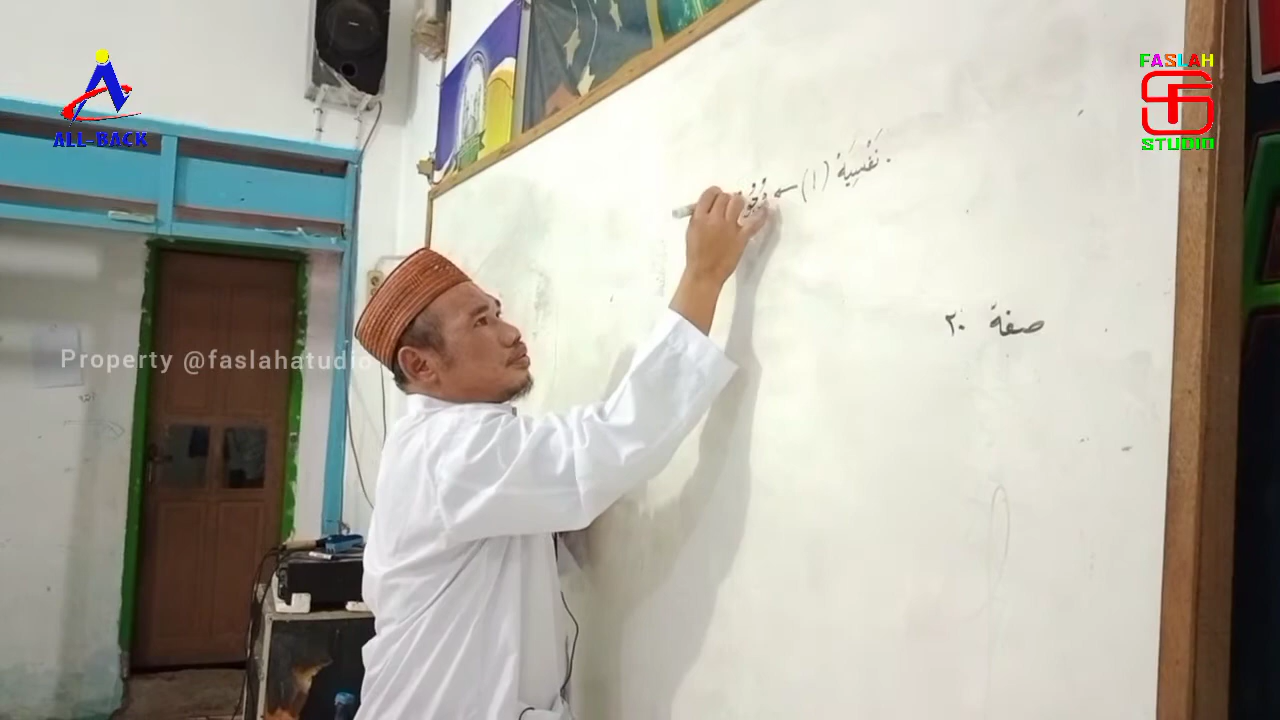 ALL-BACK
FASLAH
STUDIO
. نَفْسِيَةْ (١)
صفة ٢٠
Property @faslahatudio